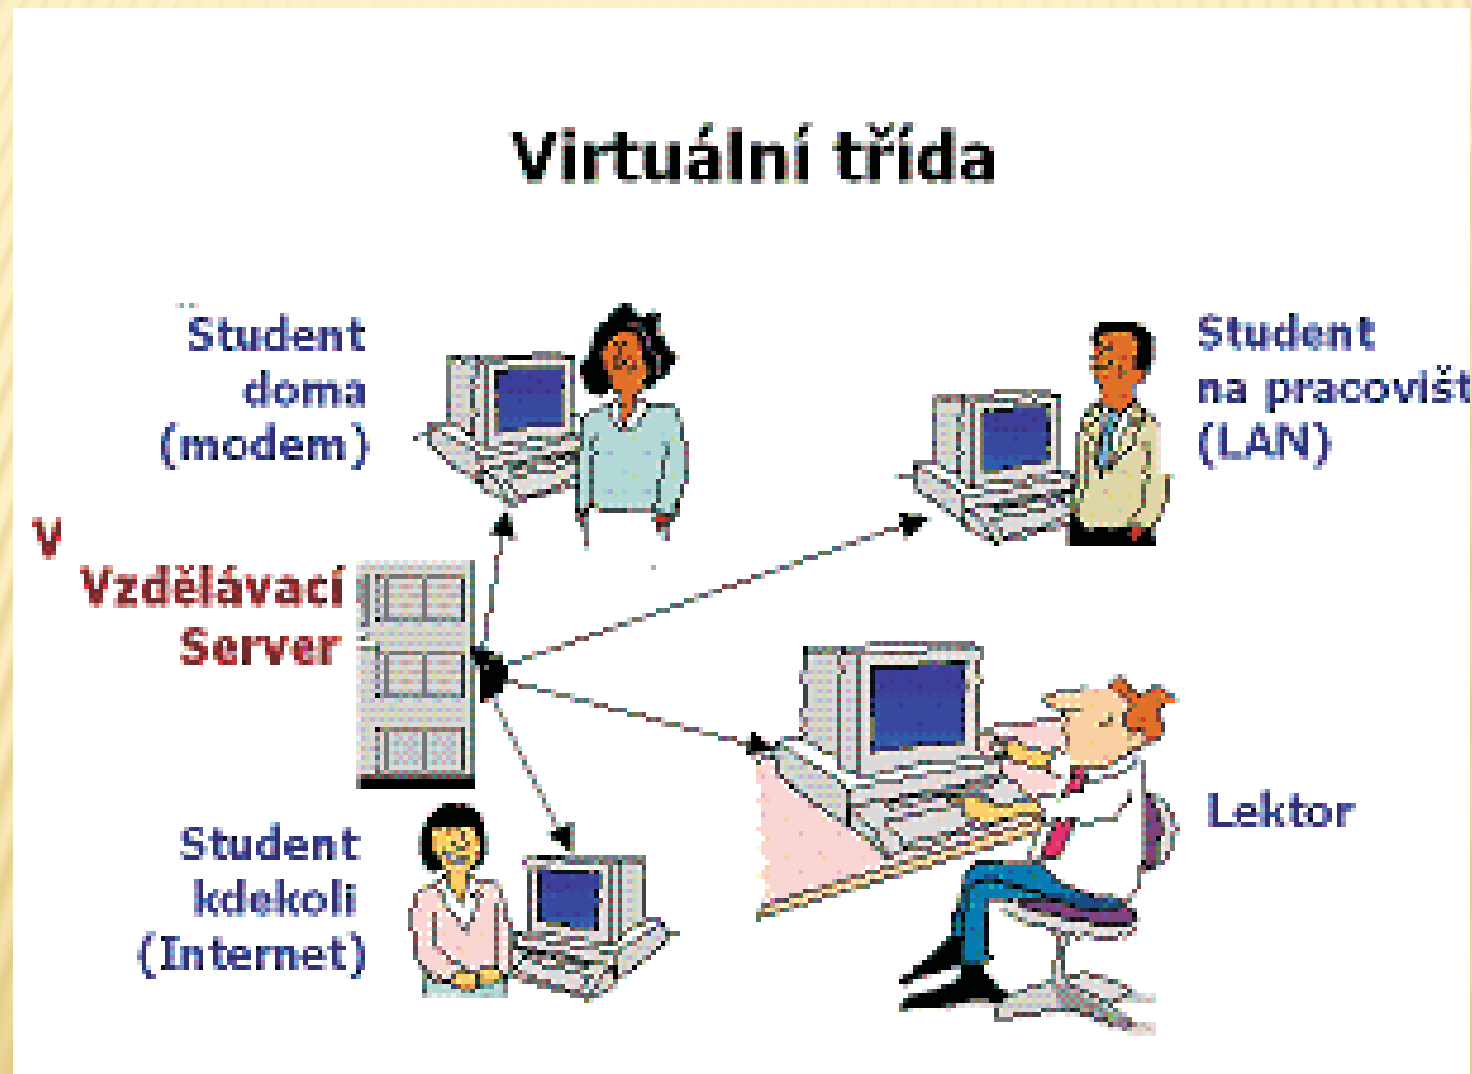 Virtuální třída
Student
doma
(modem)
Student
na pracovišt
(LAN)
V
Vzdělávací
Server
Lektor
Student
kdekoli
(Internet)